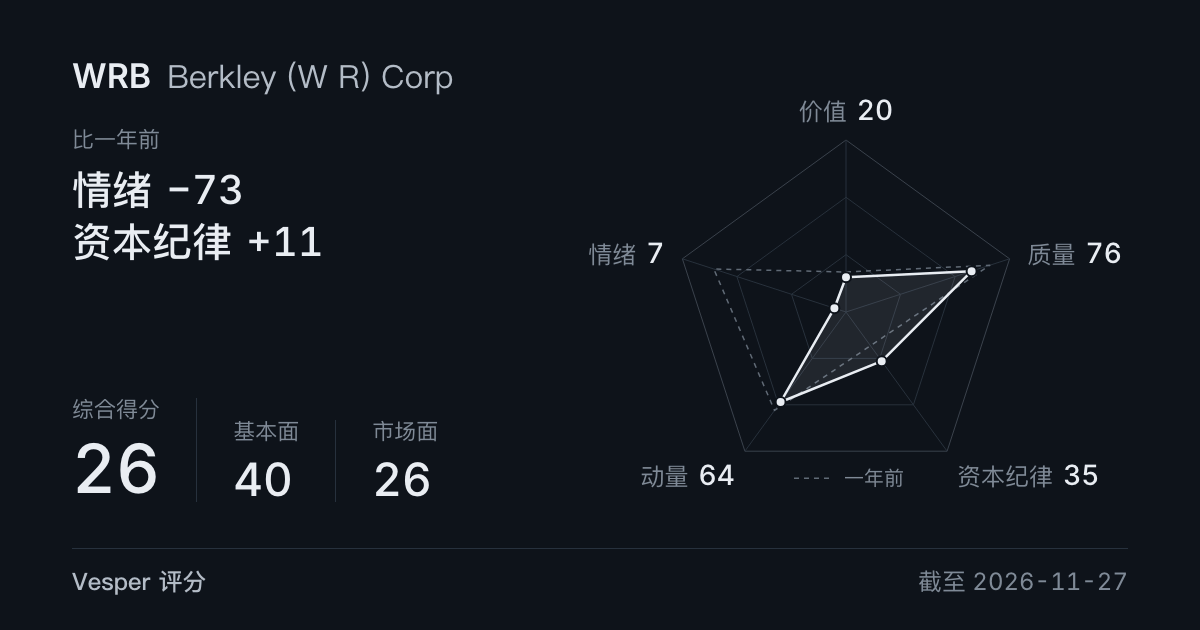 WRB Berkley (W R) Corp
比一年前
情绪 −73
资本纪律 +11
综合得分
26
基本面
40
市场面
26
价值 20
情绪 7
质量 76
动量 64
一年前
资本纪律 35
Vesper 评分
截至 2026-11-27